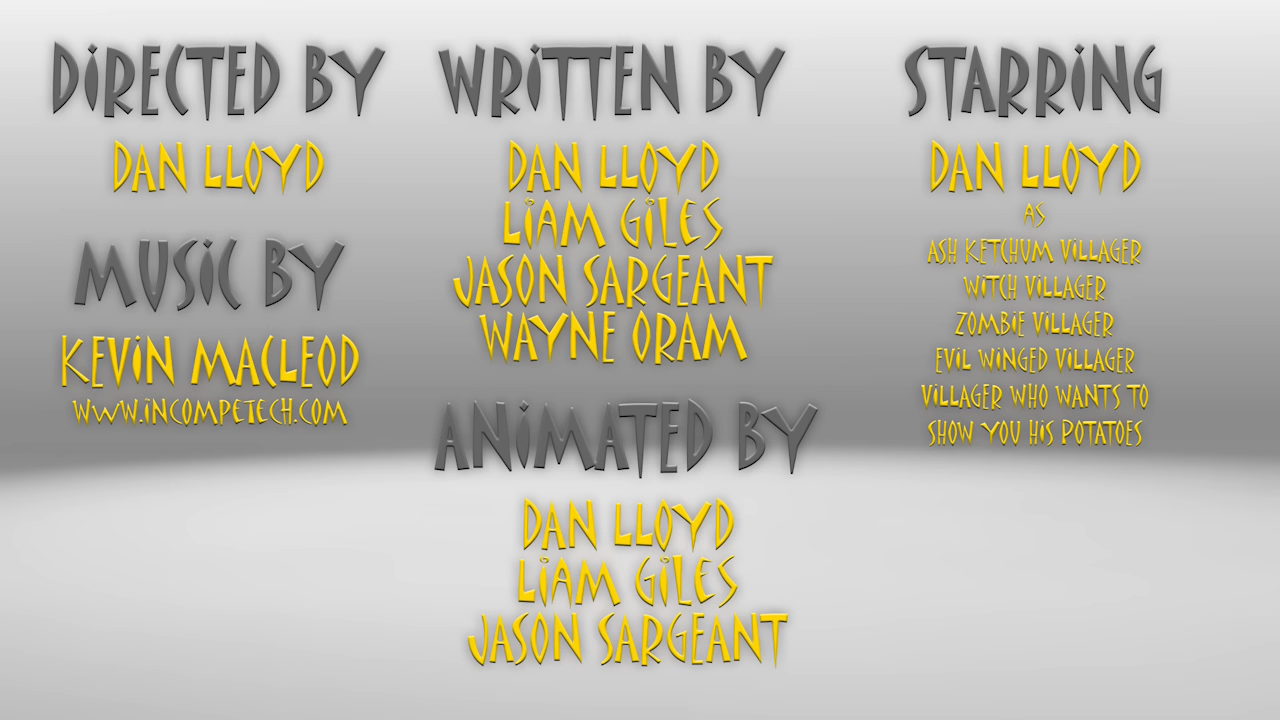 DIRECTED BY
DAN LLOYD
MUSIC BY
KEVIN MACLEOD
WWW.INCOMPETECH.COM
WRITTEN BY
DAN LLOYD
LIAM GILES
JASON SARGEANT
WAYNE ORAM
ANIMATED BY
DAN LLOYD
LIAM GILES
JASON SARGEANT
STARRING
DAN LLOYD
AS
ASH KETCHUM VILLAGER
WITCH VILLAGER
ZOMBIE VILLAGER
EVIL WINGED VILLAGER
VILLAGER WHO WANTS TO
SHOW YOU HIS POTATOES